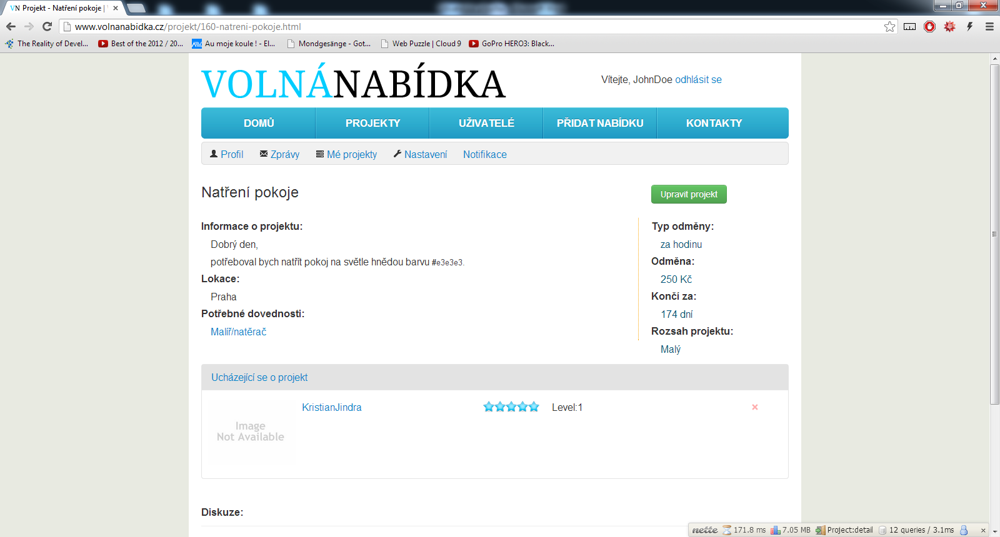 VN Projekt - Natření pokoje |
www.volnanabidka.cz/projekt/160-natreni-pokoje.html
The Reality of Devel... Best of the 2012 / 20... Au moje koule ! - El... Mondgesänge - Got... Web Puzzle | Cloud 9 GoPro HERO3: Black...
VOLNÁNABÍDKA
Vítejte, JohnDoe odhlásit se
DOMŮ PROJEKTY UŽIVATELÉ PŘIDAT NABÍDKU KONTAKTY
Profil Zprávy Mé projekty Nastavení Notifikace
Natření pokoje
Upravit projekt
Informace o projektu:
Dobrý den,
potřeboval bych natřít pokoj na světle hnědou barvu #e3e3e3.
Lokace:
Praha
Potřebné dovednosti:
Malíř/natěrač
Typ odměny:
za hodinu
Odměna:
250 Kč
Končí za:
174 dní
Rozsah projektu:
Malý
Ucházející se o projekt
Image
Not Available
KristianJindra
Level:1
Diskuze:
nette 171.8 ms 7.05 MB Project:detail 12 queries / 3.1ms